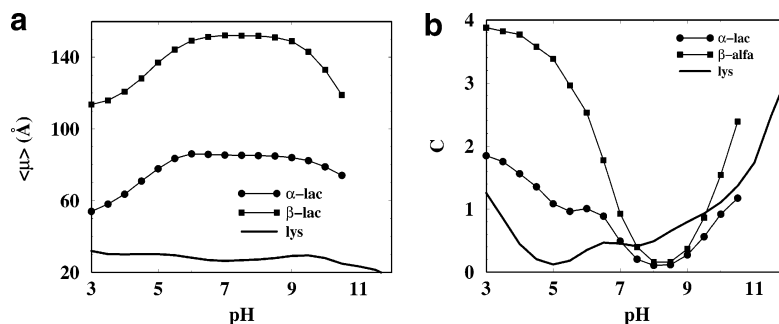 a
140
100
60
20
<μ> (Å)
α-lac
β-lac
lys
3 5 7 9 11
pH
b
4
3
2
1
0
C
α-lac
β-alfa
lys
3 5 7 9 11
pH